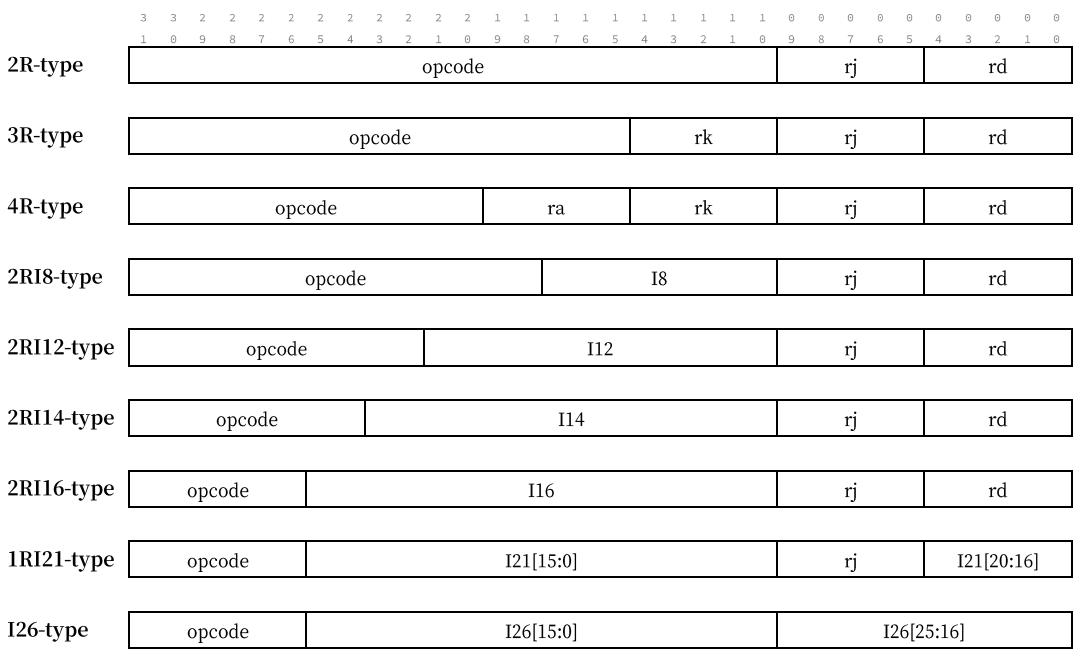 3 3 2 2 2 2 2 2 2 2 2 2 1 1 1 1 1 1 1 1 1 1 0 0 0 0 0 0 0 0 0 0
1 0 9 8 7 6 5 4 3 2 1 0 9 8 7 6 5 4 3 2 1 0 9 8 7 6 5 4 3 2 1 0
2R-type opcode rj rd
3R-type opcode rk rj rd
4R-type opcode ra rk rj rd
2RI8-type opcode I8 rj rd
2RI12-type opcode I12 rj rd
2RI14-type opcode I14 rj rd
2RI16-type opcode I16 rj rd
1RI21-type opcode I21[15:0] rj I21[20:16]
I26-type opcode I26[15:0] I26[25:16]